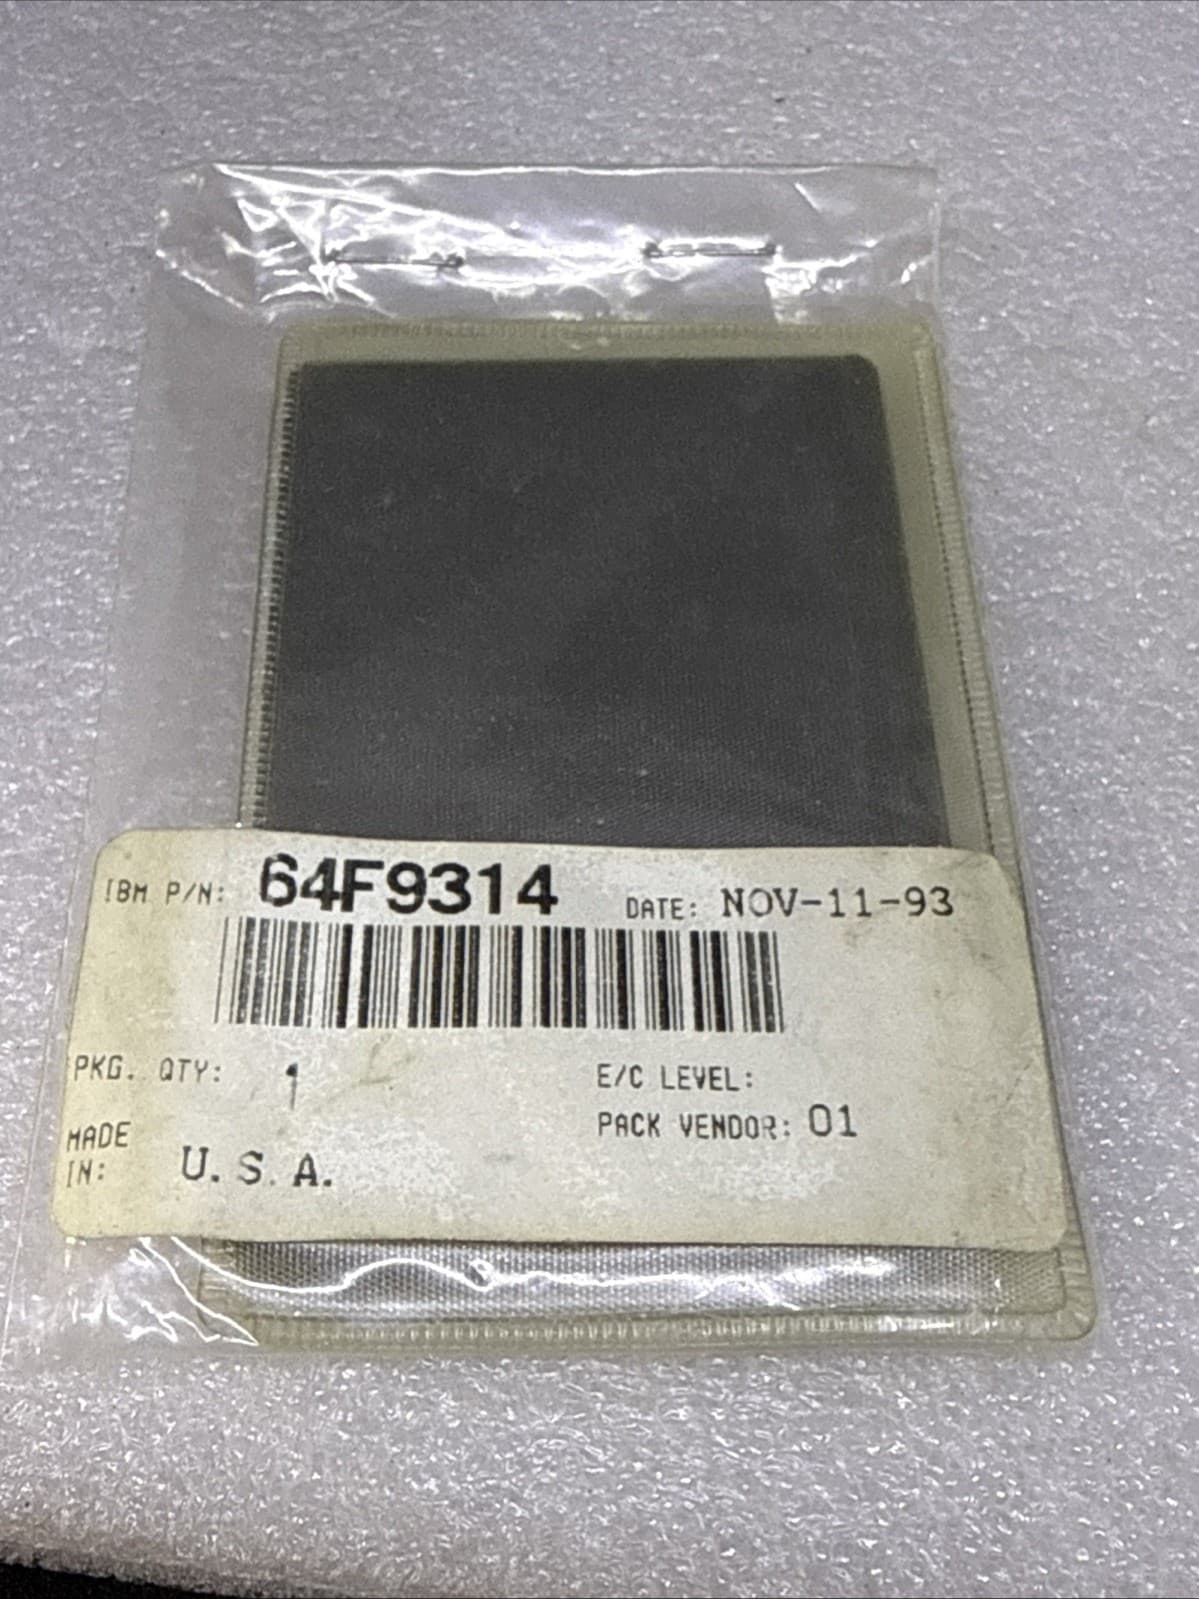 IBM P/N: 64F9314 DATE: NOV-11-93
PKG. QTY: 1 E/C LEVEL:
PACK VENDOR: 01
MADE
IN: U.S.A.